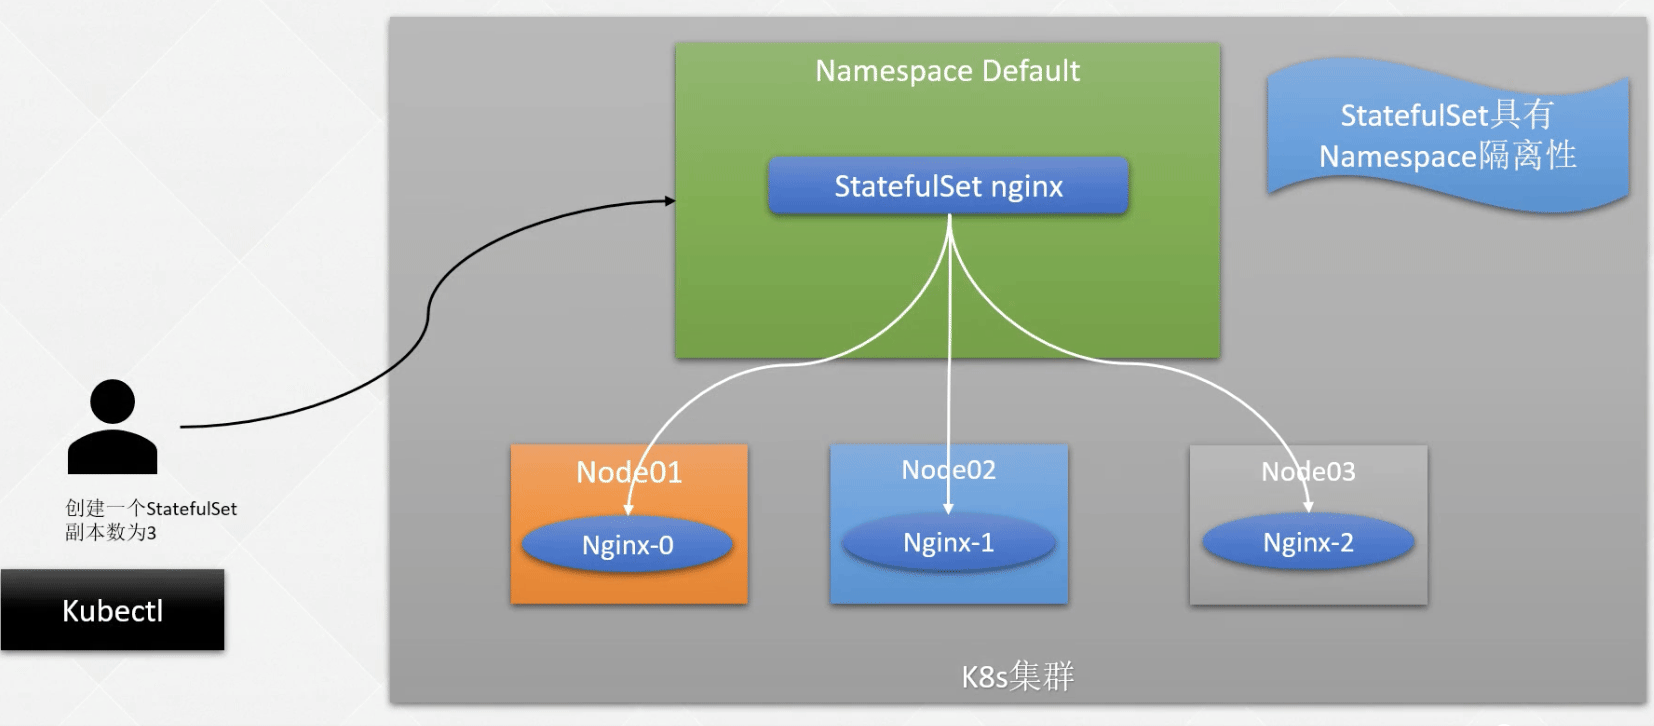 Namespace Default
StatefulSet具有
Namespace隔离性
StatefulSet nginx
Node01
Node02
Node03
Nginx-0
Nginx-1
Nginx-2
创建一个StatefulSet
副本数为3
Kubectl
K8s集群